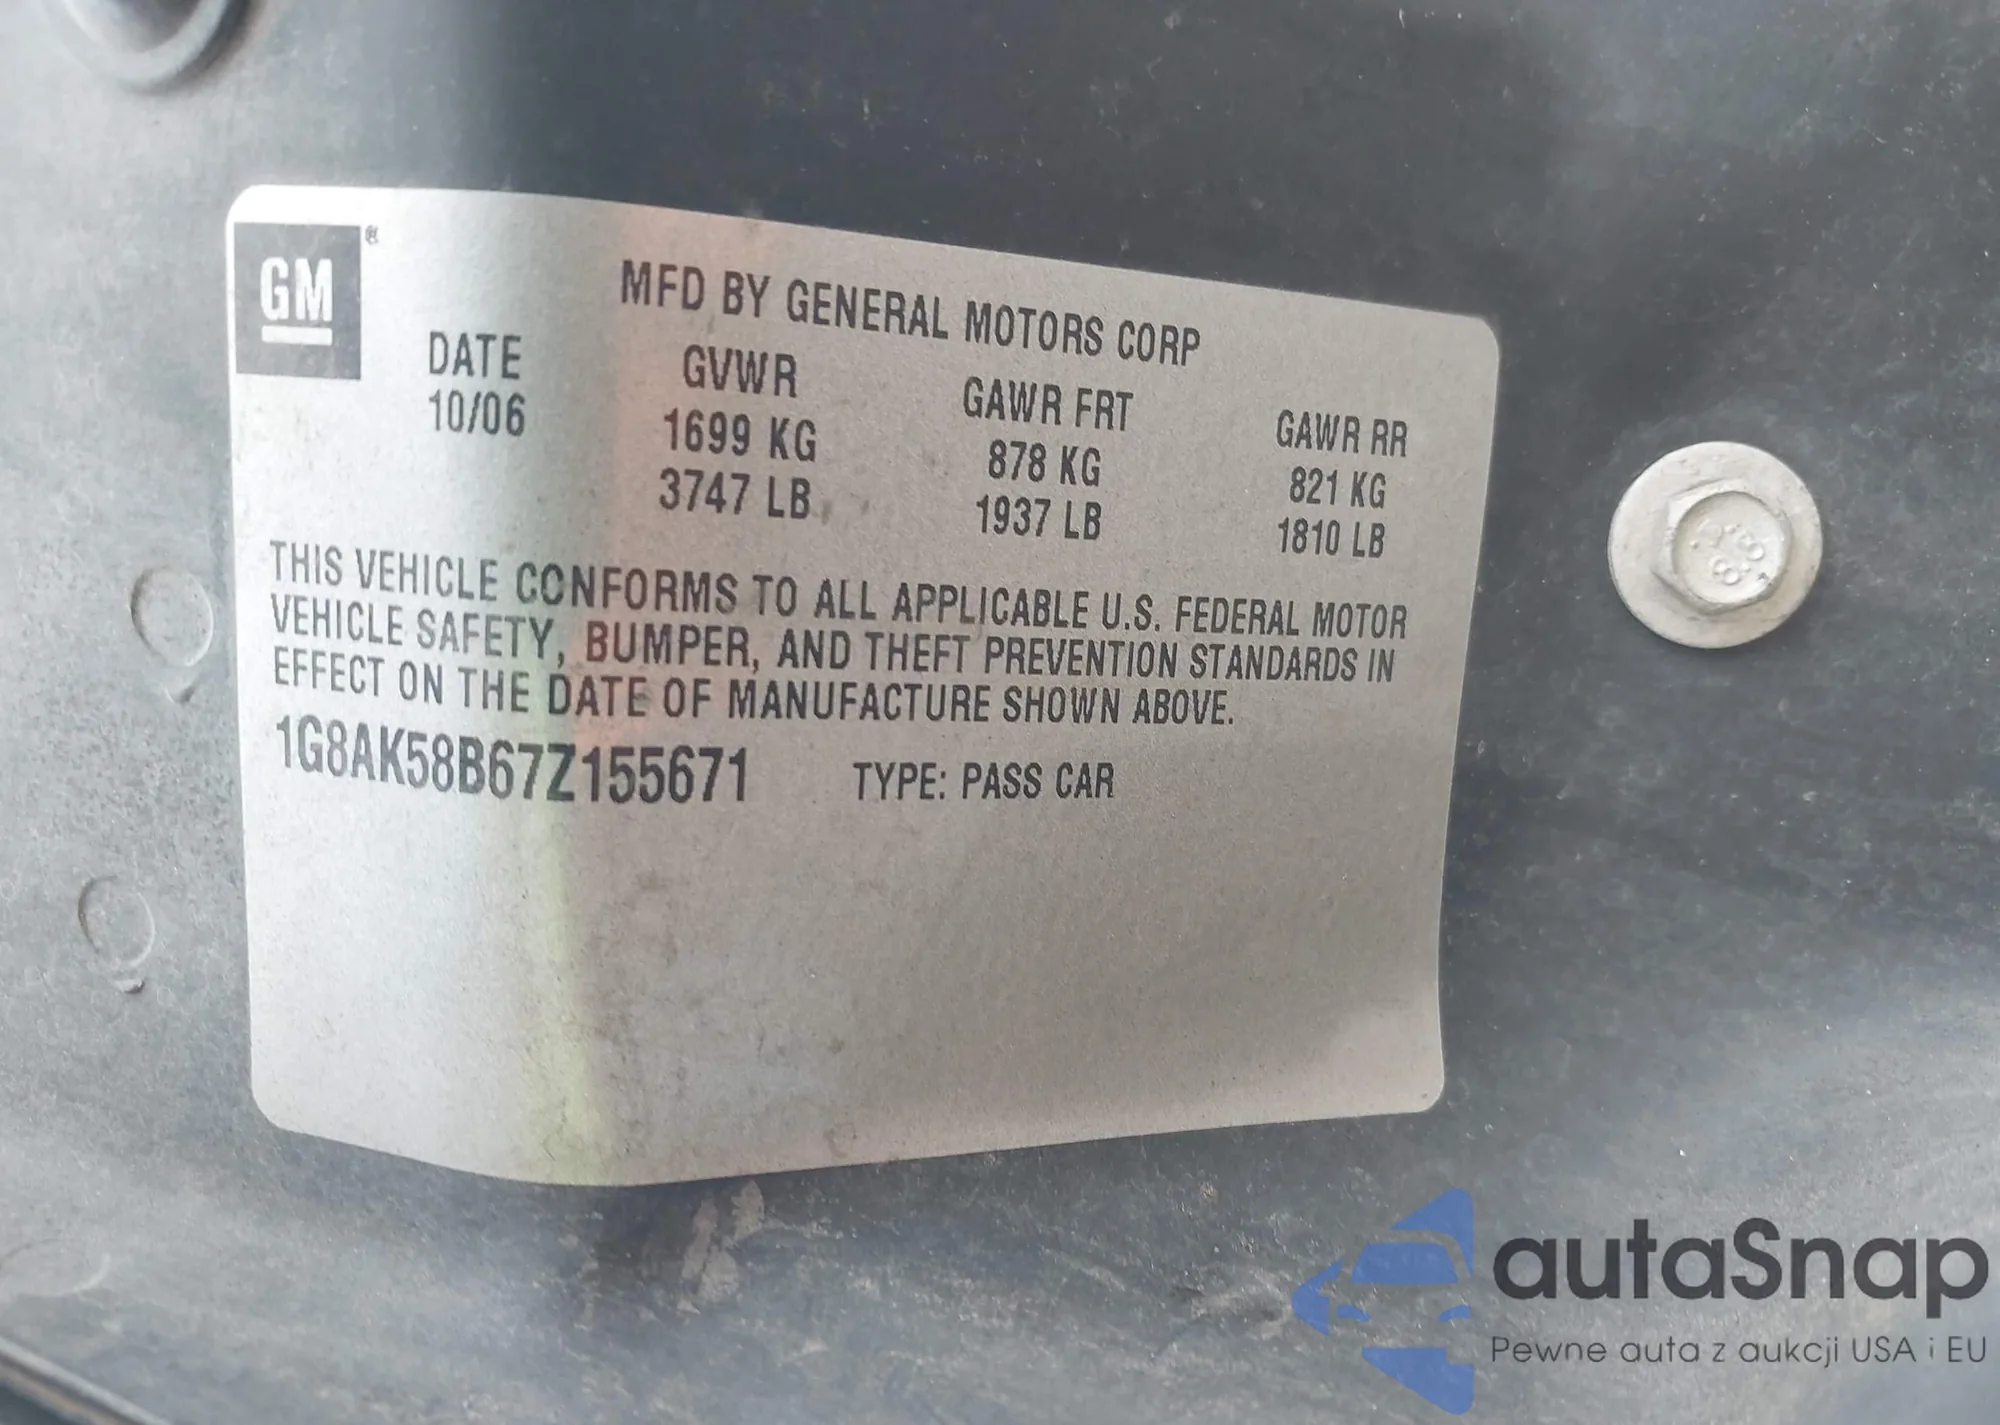 GM®
MFD BY GENERAL MOTORS CORP
DATE GVWR GAWR FRT GAWR RR
10/06 1699 KG 878 KG 821 KG
3747 LB 1937 LB 1810 LB
THIS VEHICLE CONFORMS TO ALL APPLICABLE U.S. FEDERAL MOTOR
VEHICLE SAFETY, BUMPER, AND THEFT PREVENTION STANDARDS IN
EFFECT ON THE DATE OF MANUFACTURE SHOWN ABOVE.
1G8AK58B67Z155671 TYPE: PASS CAR
8.8
autaSnap
Pewne auta z aukcji USA i EU